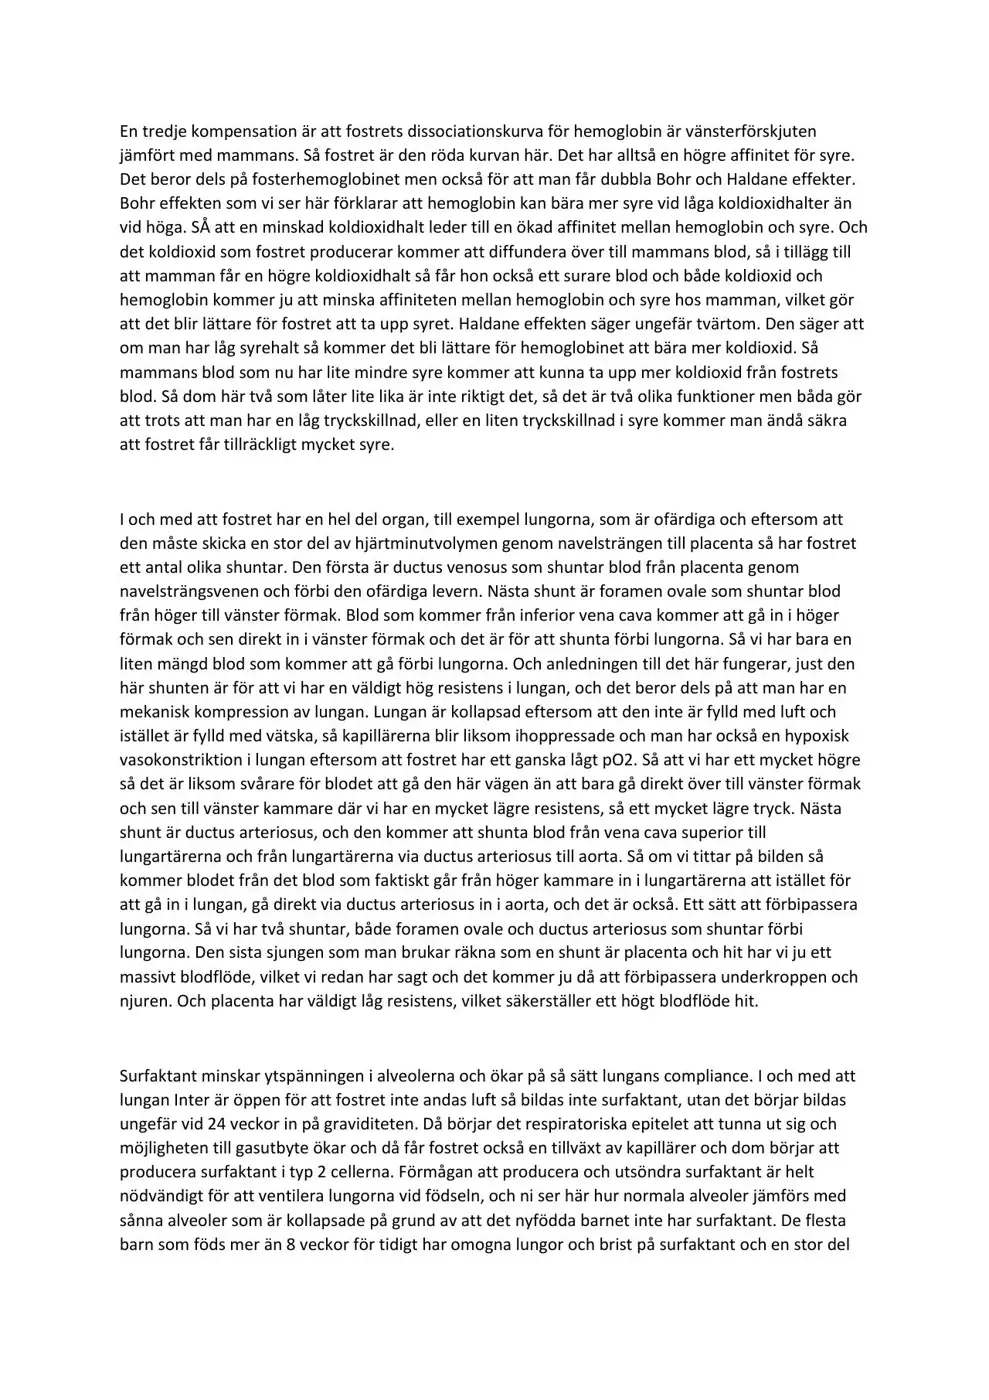 En tredje kompensation är att fostrets dissociationskurva för hemoglobin är vänsterförskjuten
jämfört med mammans. Så fostret är den röda kurvan här. Det har alltså en högre affinitet för syre.
Det beror dels på fosterhemoglobinet men också för att man får dubbla Bohr och Haldane effekter.
Bohr effekten som vi ser här förklarar att hemoglobin kan bära mer syre vid låga koldioxidhalter än
vid höga. SÅ att en minskad koldioxidhalt leder till en ökad affinitet mellan hemoglobin och syre. Och
det koldioxid som fostret producerar kommer att diffundera över till mammans blod, så i tillägg till
att mamman får en högre koldioxidhalt så får hon också ett surare blod och både koldioxid och
hemoglobin kommer ju att minska affiniteten mellan hemoglobin och syre hos mamman, vilket gör
att det blir lättare för fostret att ta upp syret. Haldane effekten säger ungefär tvärtom. Den säger att
om man har låg syrehalt så kommer det bli lättare för hemoglobinet att bära mer koldioxid. Så
mammans blod som nu har lite mindre syre kommer att kunna ta upp mer koldioxid från fostrets
blod. Så dom här två som låter lite lika är inte riktigt det, så det är två olika funktioner men båda gör
att trots att man har en låg tryckskillnad, eller en liten tryckskillnad i syre kommer man ändå säkra
att fostret får tillräckligt mycket syre.
I och med att fostret har en hel del organ, till exempel lungorna, som är ofärdiga och eftersom att
den måste skicka en stor del av hjärtminutvolymen genom navelsträngen till placenta så har fostret
ett antal olika shuntar. Den första är ductus venosus som shuntar blod från placenta genom
navelsträngsvenen och förbi den ofärdiga levern. Nästa shunt är foramen ovale som shuntar blod
från höger till vänster förmak. Blod som kommer från inferior vena cava kommer att gå in i höger
förmak och sen direkt in i vänster förmak och det är för att shunta förbi lungorna. Så vi har bara en
liten mängd blod som kommer att gå förbi lungorna. Och anledningen till det här fungerar, just den
här shunten är för att vi har en väldigt hög resistens i lungan, och det beror dels på att man har en
mekanisk kompression av lungan. Lungan är kollapsad eftersom att den inte är fylld med luft och
istället är fylld med vätska, så kapillärerna blir liksom ihoppressade och man har också en hypoxisk
vasokonstriktion i lungan eftersom att fostret har ett ganska lågt pO2. Så att vi har ett mycket högre
så det är liksom svårare för blodet att gå den här vägen än att bara gå direkt över till vänster förmak
och sen till vänster kammare där vi har en mycket lägre resistens, så ett mycket lägre tryck. Nästa
shunt är ductus arteriosus, och den kommer att shunta blod från vena cava superior till
lungartärerna och från lungartärerna via ductus arteriosus till aorta. Så om vi tittar på bilden så
kommer blodet från det blod som faktiskt går från höger kammare in i lungartärerna att istället för
att gå in i lungan, gå direkt via ductus arteriosus in i aorta, och det är också. Ett sätt att förbipassera
lungorna. Så vi har två shuntar, både foramen ovale och ductus arteriosus som shuntar förbi
lungorna. Den sista sjungen som man brukar räkna som en shunt är placenta och hit har vi ju ett
massivt blodflöde, vilket vi redan har sagt och det kommer ju då att förbipassera underkroppen och
njuren. Och placenta har väldigt låg resistens, vilket säkerställer ett högt blodflöde hit.
Surfaktant minskar ytspänningen i alveolerna och ökar på så sätt lungans compliance. I och med att
lungan Inter är öppen för att fostret inte andas luft så bildas inte surfaktant, utan det börjar bildas
ungefär vid 24 veckor in på graviditeten. Då börjar det respiratoriska epitelet att tunna ut sig och
möjligheten till gasutbyte ökar och då får fostret också en tillväxt av kapillärer och dom börjar att
producera surfaktant i typ 2 cellerna. Förmågan att producera och utsöndra surfaktant är helt
nödvändigt för att ventilera lungorna vid födseln, och ni ser här hur normala alveoler jämförs med
sånna alveoler som är kollapsade på grund av att det nyfödda barnet inte har surfaktant. De flesta
barn som föds mer än 8 veckor för tidigt har omogna lungor och brist på surfaktant och en stor del